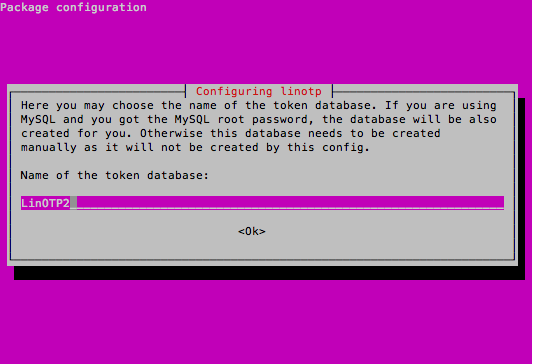 Package configuration
Configuring linotp
Here you may choose the name of the token database. If you are using
MySQL and you got the MySQL root password, the database will be also
created for you. Otherwise this database needs to be created
manually as it will not be created by this config.
Name of the token database:
LinOTP2
<Ok>